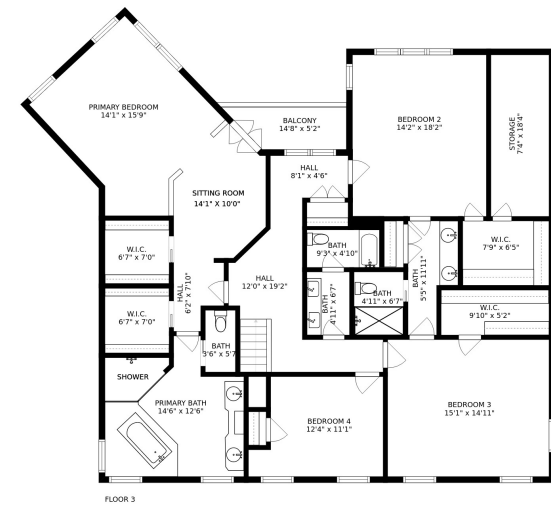 PRIMARY BEDROOM
14'1" x 15'9"
BALCONY
14'8" x 5'2"
BEDROOM 2
14'2" x 18'2"
STORAGE
7'4" x 18'4"
HALL
8'1" x 4'6"
SITTING ROOM
14'1" X 10'0"
W.I.C.
6'7" x 7'0"
HALL
6'2" x 7'10"
HALL
12'0" x 19'2"
BATH
9'3" x 4'10"
W.I.C.
7'9" x 6'5"
BATH
5'5" x 11'11"
BATH
4'11" x 6'7"
BATH
4'11" x 6'7"
W.I.C.
9'10" x 5'2"
W.I.C.
6'7" x 7'0"
BATH
3'6" x 5'7
SHOWER
PRIMARY BATH
14'6" x 12'6"
BEDROOM 4
12'4" x 11'1"
BEDROOM 3
15'1" x 14'11"
FLOOR 3